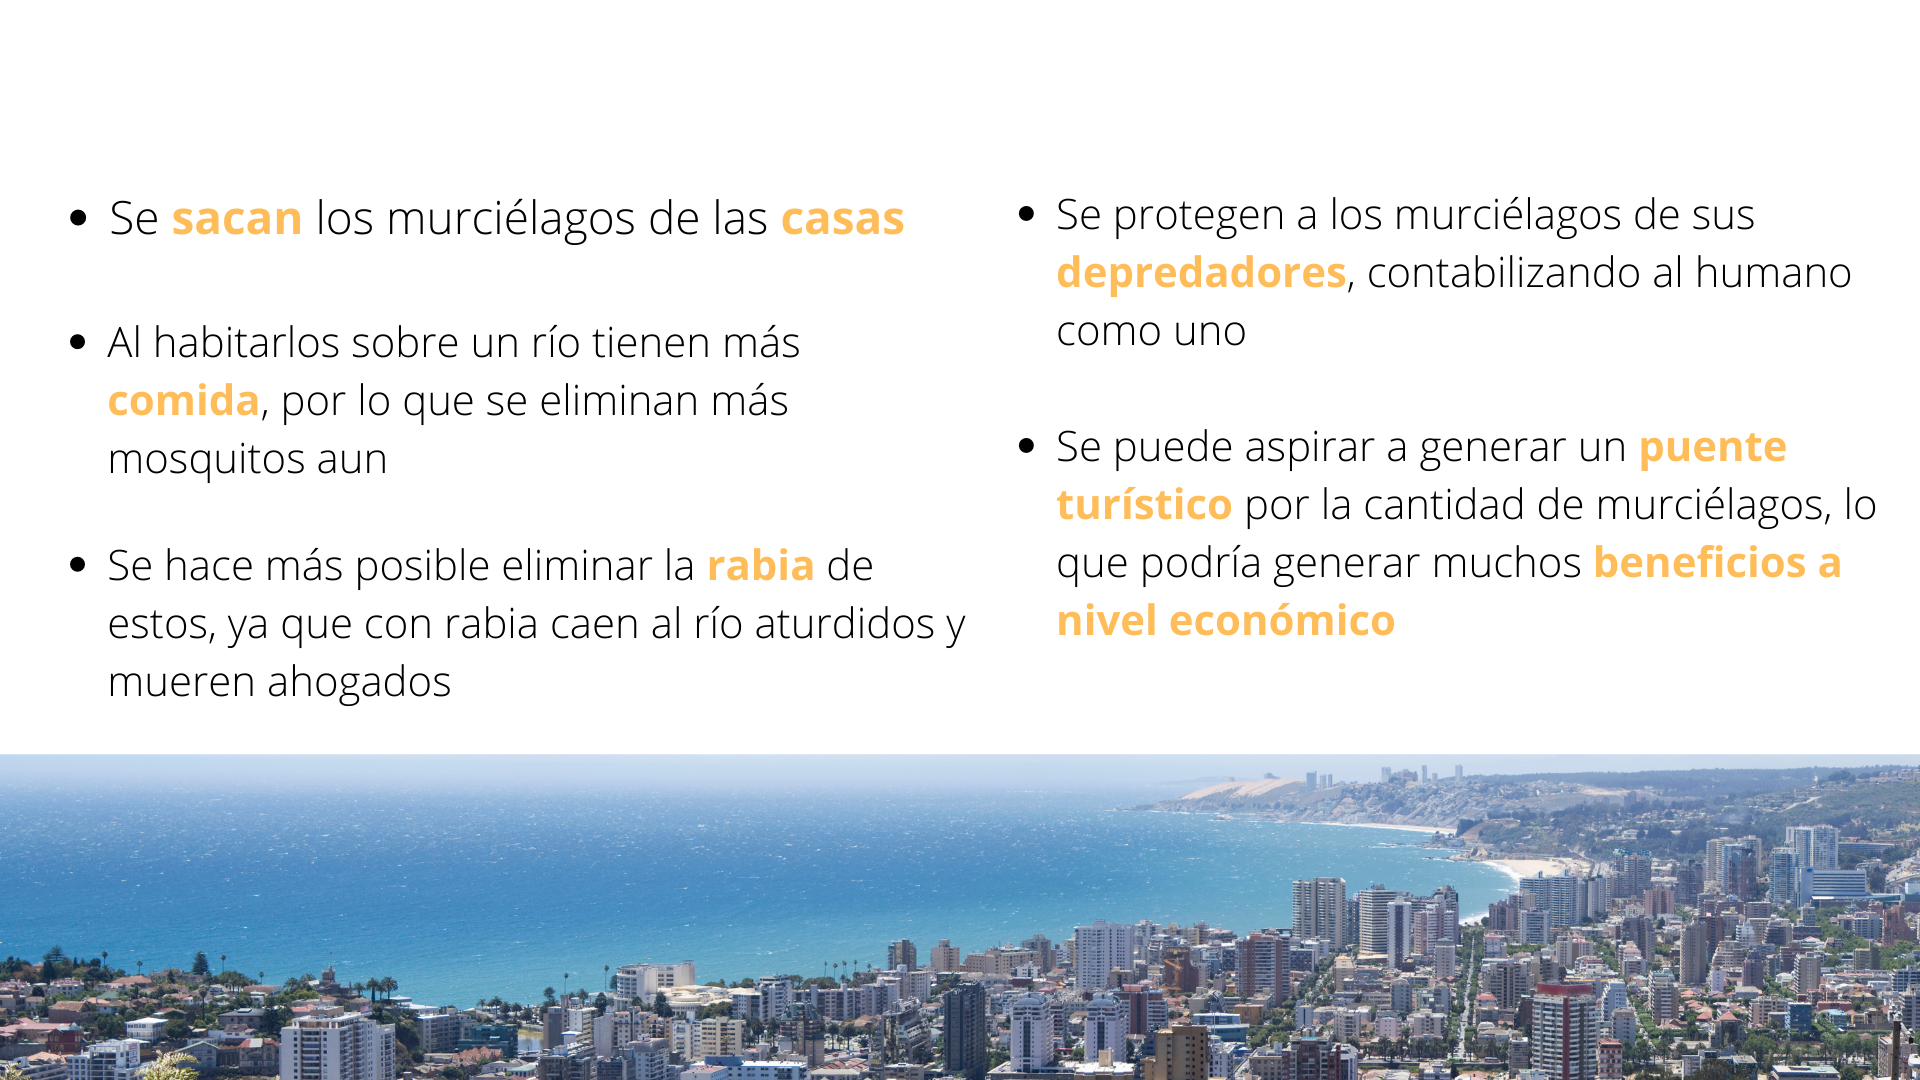 • Se sacan los murciélagos de las casas
• Al habitarlos sobre un río tienen más
comida, por lo que se eliminan más
mosquitos aun
• Se hace más posible eliminar la rabia de
estos, ya que con rabia caen al río aturdidos y
mueren ahogados
• Se protegen a los murciélagos de sus
depredadores, contabilizando al humano
como uno
• Se puede aspirar a generar un puente
turístico por la cantidad de murciélagos, lo
que podría generar muchos beneficios a
nivel económico